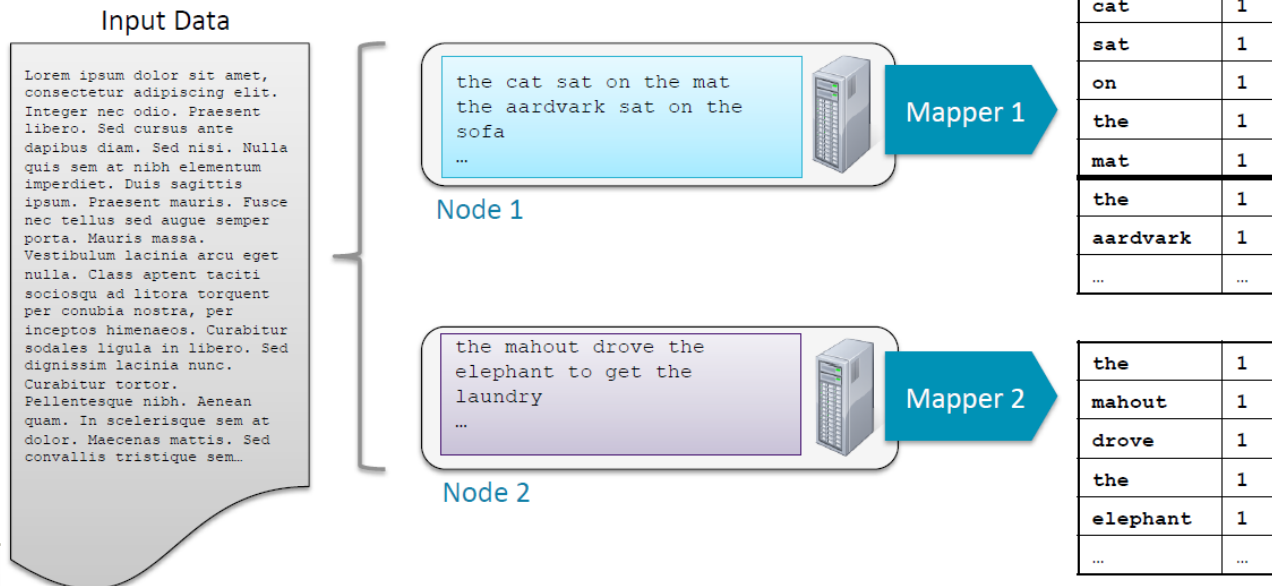 Input Data
Lorem ipsum dolor sit amet,
consectetur adipiscing elit.
Integer nec odio. Praesent
libero. Sed cursus ante
dapibus diam. Sed nisi. Nulla
quis sem at nibh elementum
imperdiet. Duis sagittis
ipsum. Praesent mauris. Fusce
nec tellus sed augue semper
porta. Mauris massa.
Vestibulum lacinia arcu eget
nulla. Class aptent taciti
sociosqu ad litora torquent
per conubia nostra, per
inceptos himenaeos. Curabitur
sodales ligula in libero. Sed
dignissim lacinia nunc.
Curabitur tortor.
Pellentesque nibh. Aenean
quam. In scelerisque sem at
dolor. Maecenas mattis. Sed
convallis tristique sem…
the cat sat on the mat
the aardvark sat on the
sofa
…
Node 1
Mapper 1
cat 1
sat 1
on 1
the 1
mat 1
the 1
aardvark 1
… …
the mahout drove the
elephant to get the
laundry
…
Node 2
Mapper 2
the 1
mahout 1
drove 1
the 1
elephant 1
… …